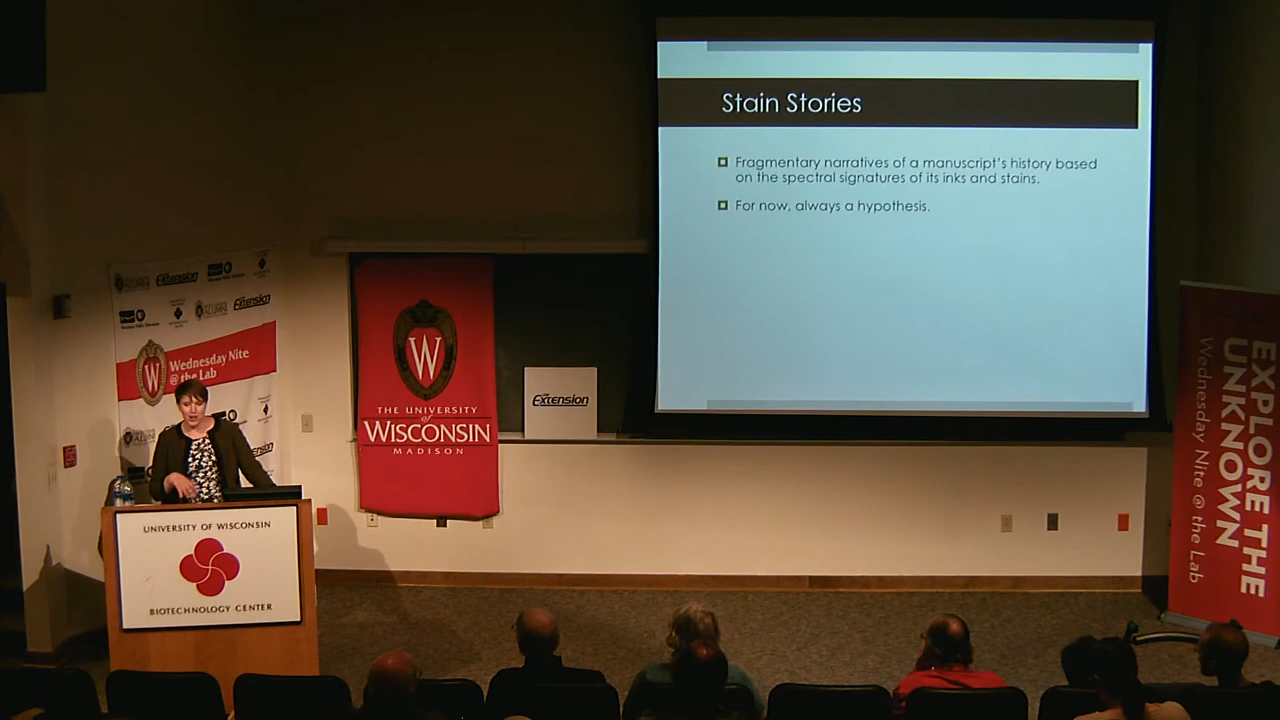 Stain Stories
Fragmentary narratives of a manuscript's history based
on the spectral signatures of its inks and stains.
For now, always a hypothesis.
Extension
Extension
Wednesday Nite
@ the Lab
W
W
THE UNIVERSITY
of
WISCONSIN
MADISON
Extension
UNIVERSITY OF WISCONSIN
BIOTECHNOLOGY CENTER
EXPLORE THE
UNKNOWN
Wednesday Nite @ the Lab